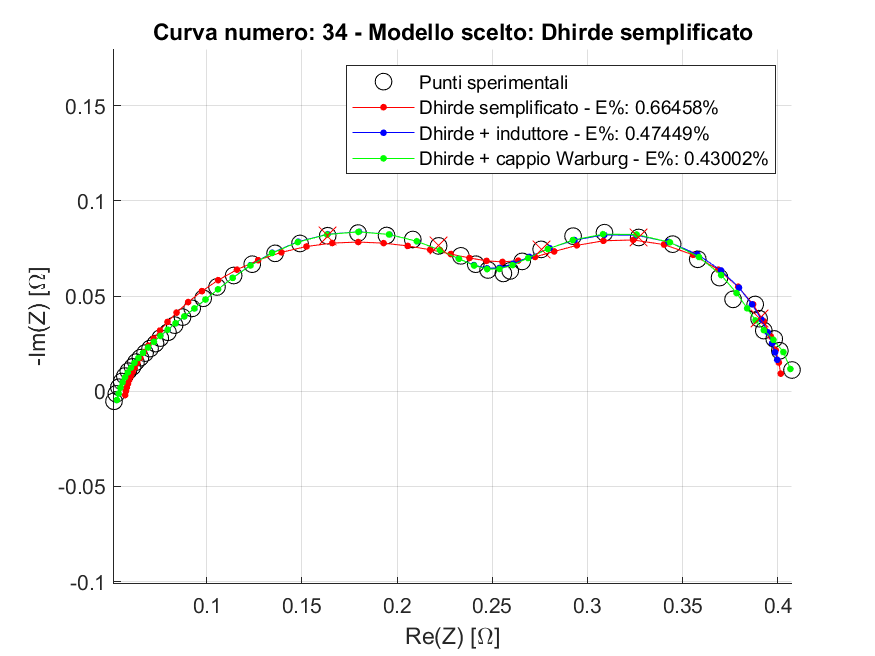 Curva numero: 34 - Modello scelto: Dhirde semplificato
Punti sperimentali
Dhirde semplificato - E%: 0.66458%
Dhirde + induttore - E%: 0.47449%
Dhirde + cappio Warburg - E%: 0.43002%
-Im(Z) [Ω]
0.15
0.1
0.05
0
-0.05
-0.1
0.1 0.15 0.2 0.25 0.3 0.35 0.4
Re(Z) [Ω]